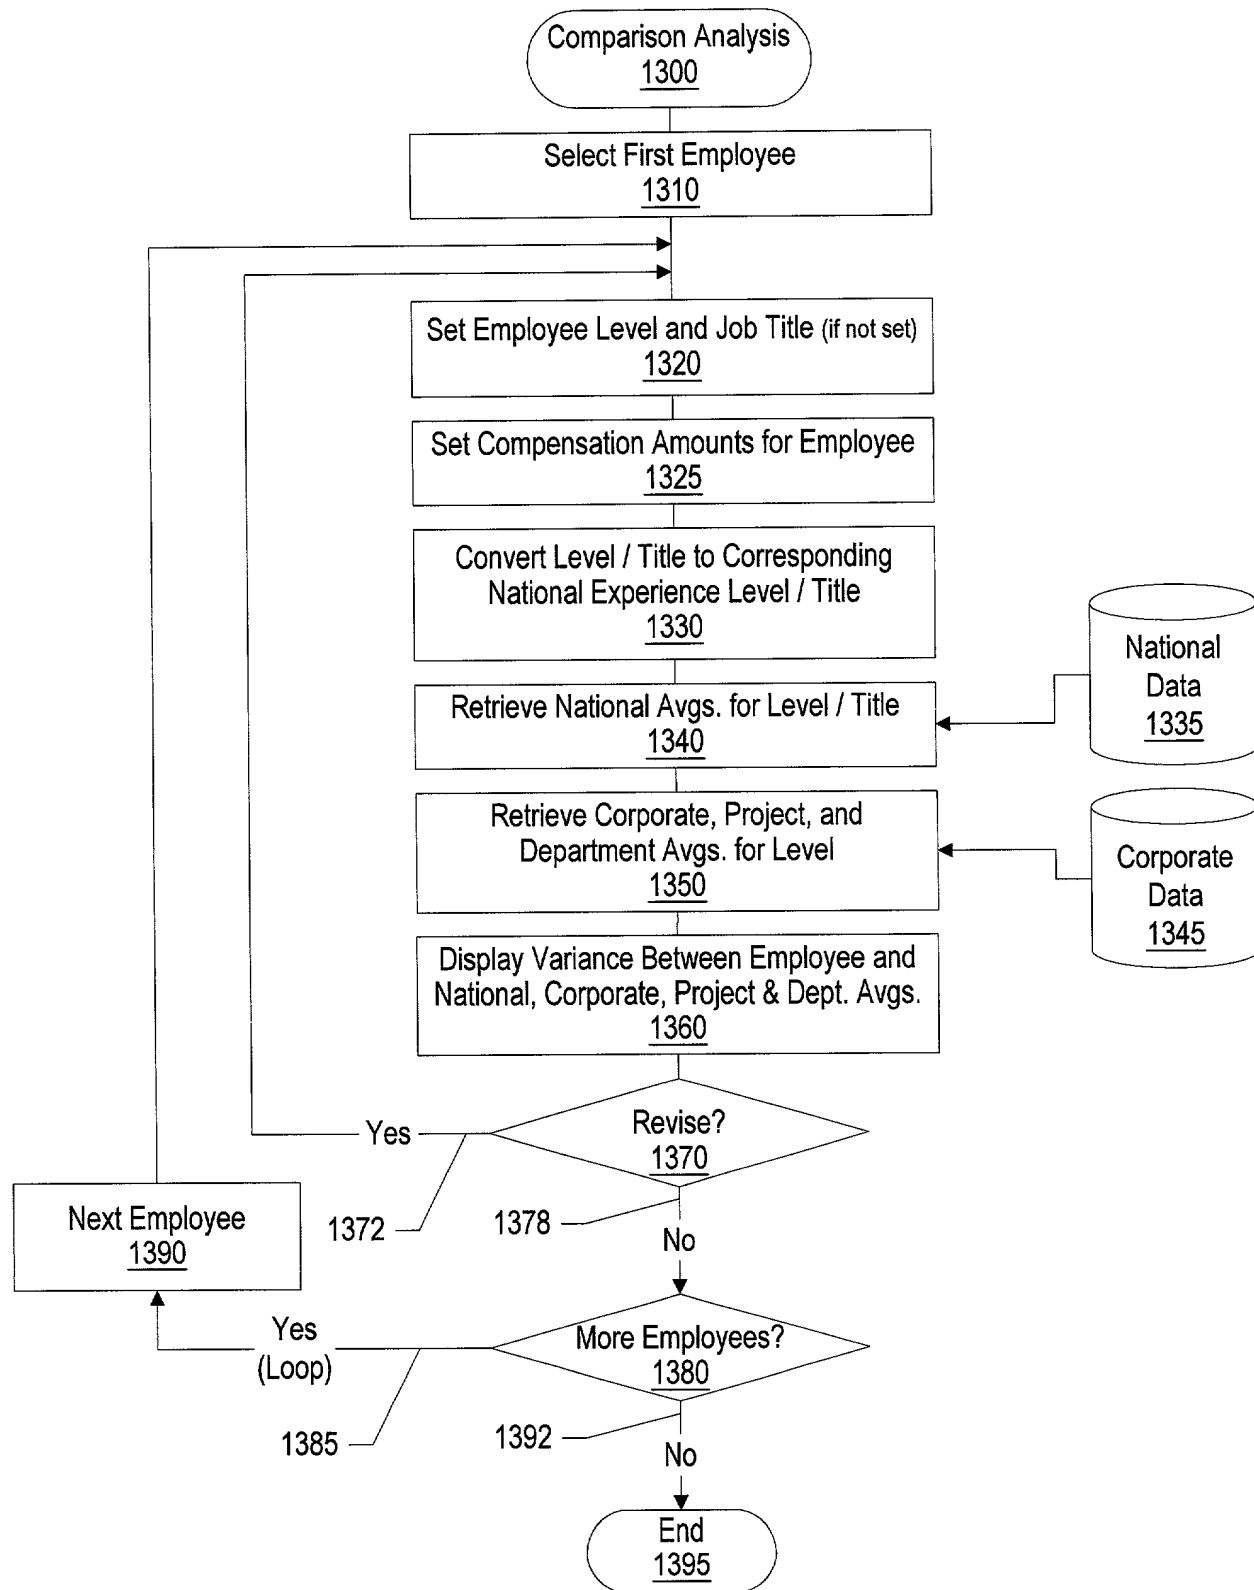 Comparison Analysis
1300
Select First Employee
1310
Set Employee Level and Job Title (if not set)
1320
Set Compensation Amounts for Employee
1325
Convert Level / Title to Corresponding
National Experience Level / Title
1330
National
Data
1335
Retrieve National Avgs. for Level / Title
1340
Retrieve Corporate, Project, and
Department Avgs. for Level
1350
Corporate
Data
1345
Display Variance Between Employee and
National, Corporate, Project & Dept. Avgs.
1360
Revise?
1370
Yes
1372
1378
No
Next Employee
1390
More Employees?
1380
Yes
(Loop)
1385
1392
No
End
1395